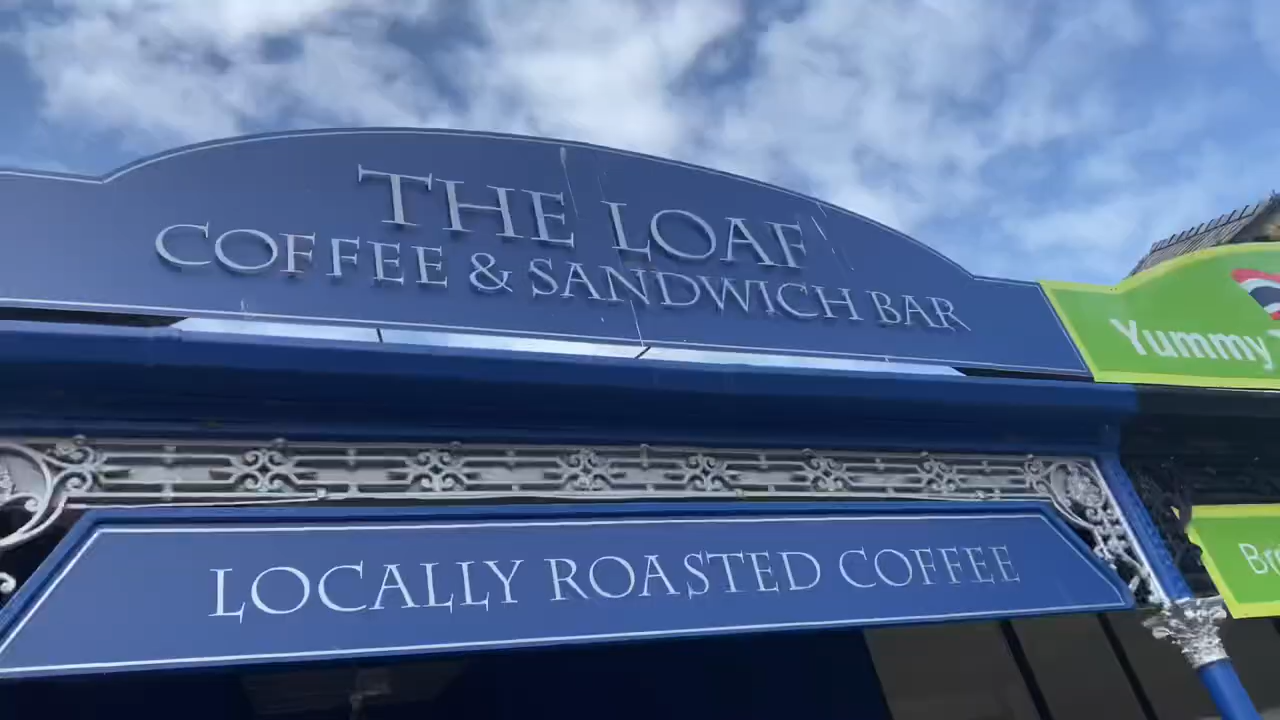 THE LOAF
COFFEE & SANDWICH BAR
LOCALLY ROASTED COFFEE
Yummy